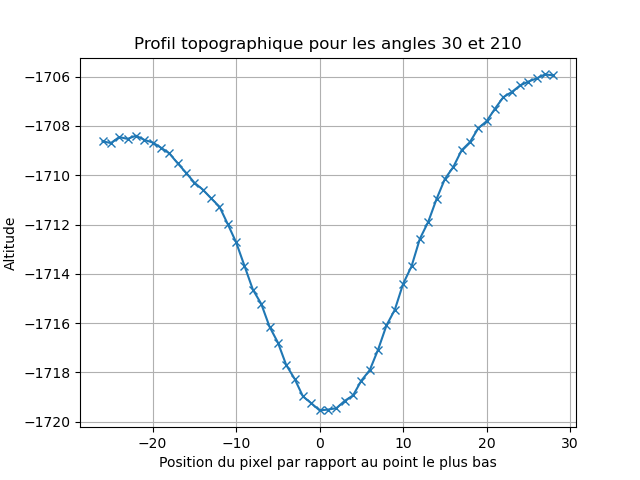 Profil topographique pour les angles 30 et 210
−1706
−1708
−1710
−1712
−1714
−1716
−1718
−1720
Altitude
−20 −10 0 10 20 30
Position du pixel par rapport au point le plus bas